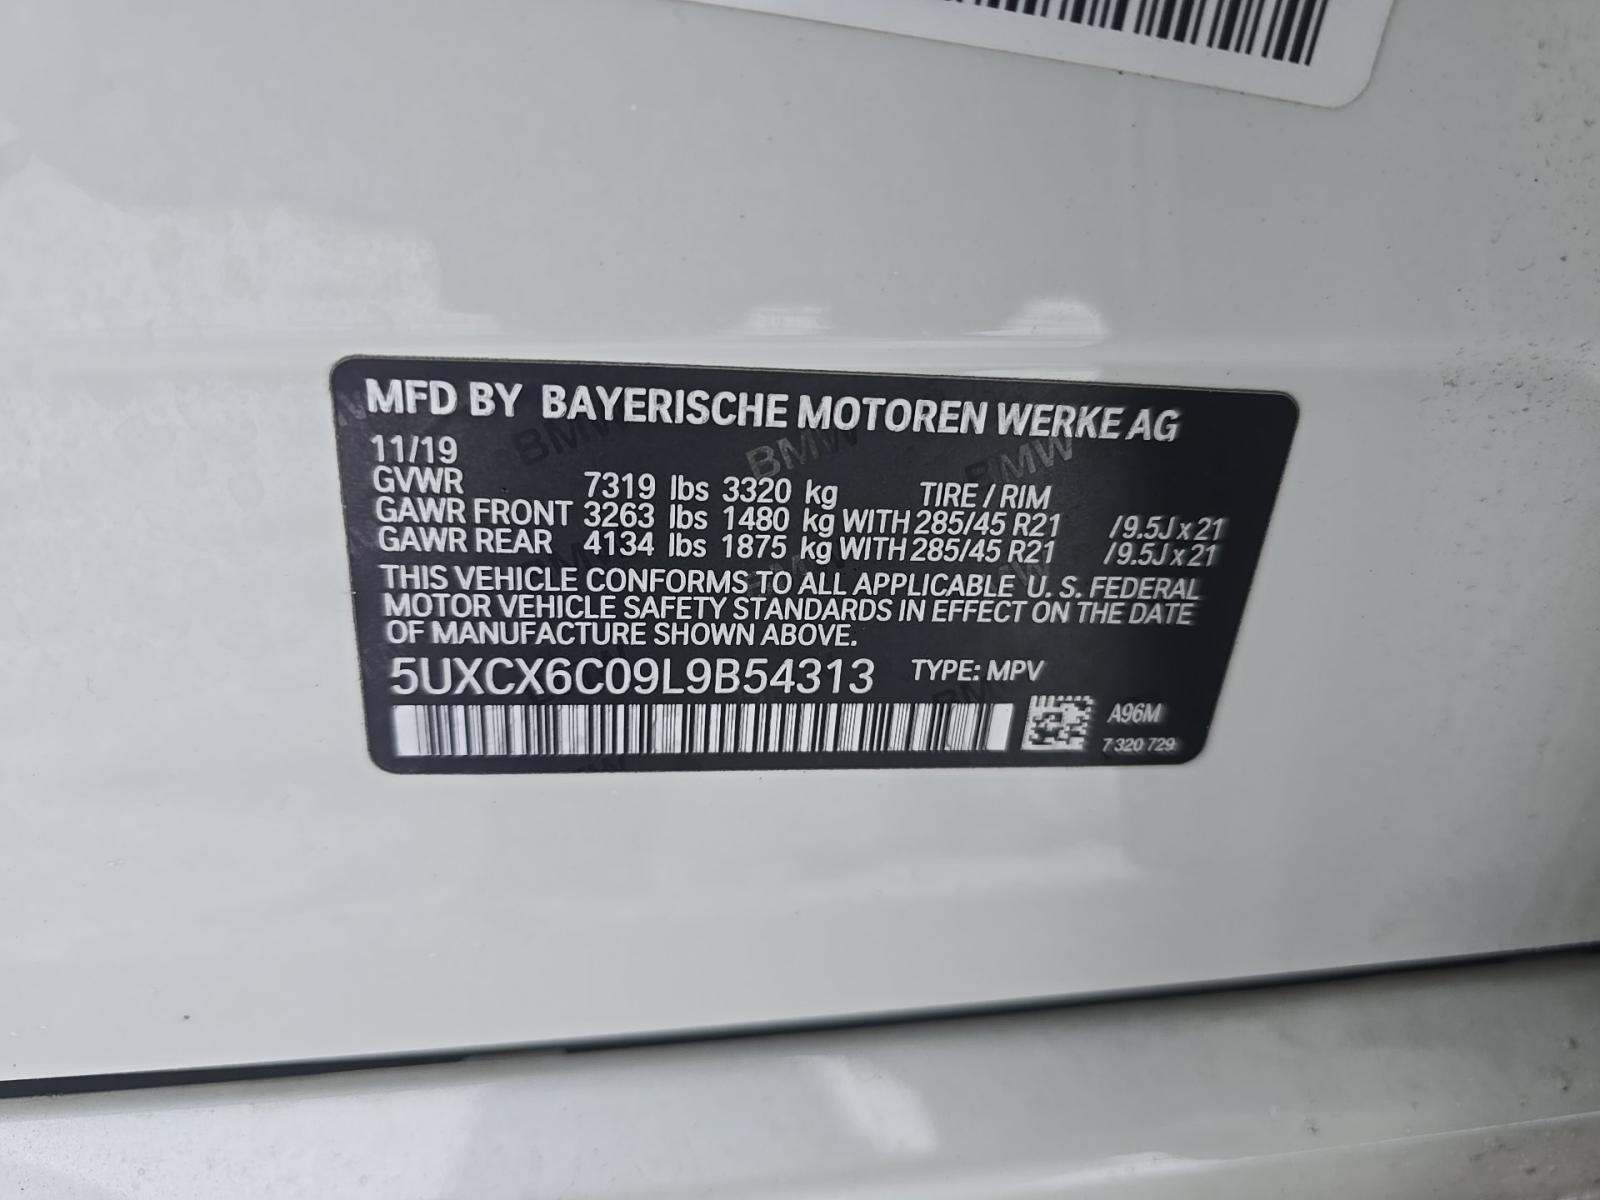 MFD BY BAYERISCHE MOTOREN WERKE AG
11/19
GVWR 7319 lbs 3320 kg TIRE / RIM
GAWR FRONT 3263 lbs 1480 kg WITH 285/45 R21 /9.5J x 21
GAWR REAR 4134 lbs 1875 kg WITH 285/45 R21 /9.5J x 21
THIS VEHICLE CONFORMS TO ALL APPLICABLE U. S. FEDERAL
MOTOR VEHICLE SAFETY STANDARDS IN EFFECT ON THE DATE
OF MANUFACTURE SHOWN ABOVE.
5UXCX6C09L9B54313 TYPE: MPV
A96M
7 320 729